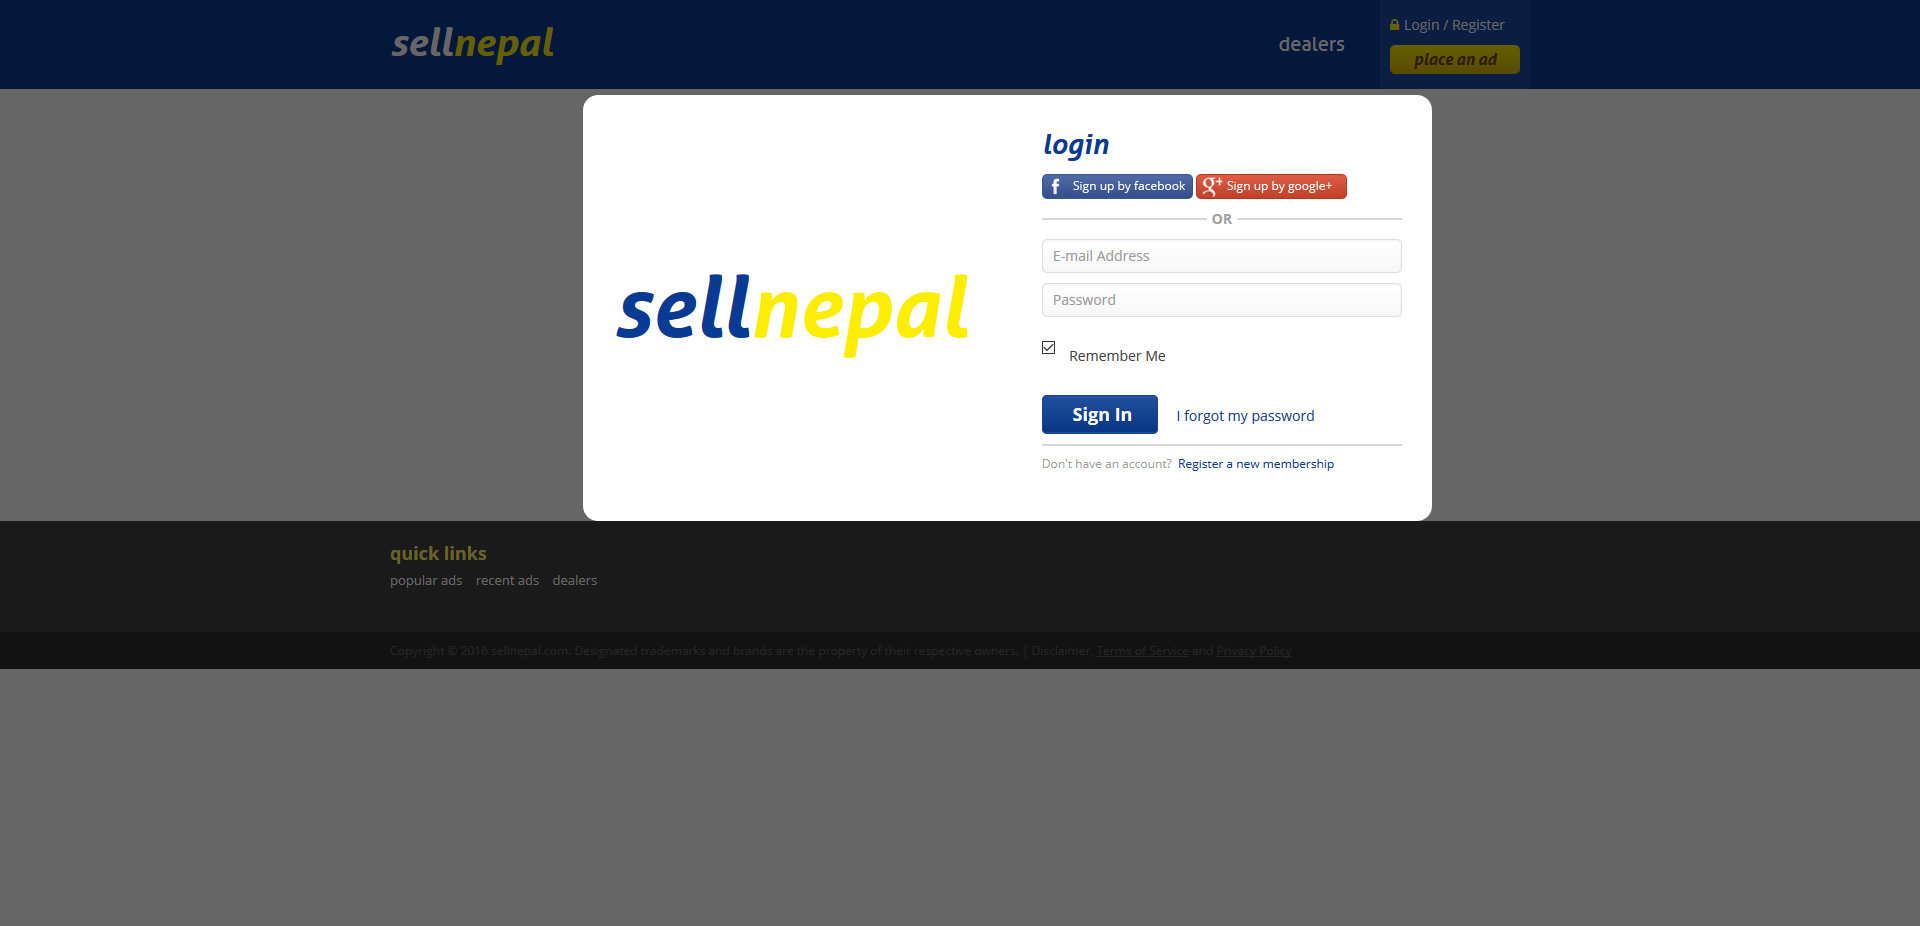 sellnepal
dealers
Login / Register
place an ad
login
Sign up by facebook
Sign up by google+
OR
E-mail Address
Password
sellnepal
Remember Me
Sign In
I forgot my password
Don't have an account? Register a new membership
quick links
popular ads recent ads dealers
Copyright © 2016 sellnepal.com. Designated trademarks and brands are the property of their respective owners. | Disclaimer, Terms of Service and Privacy Policy